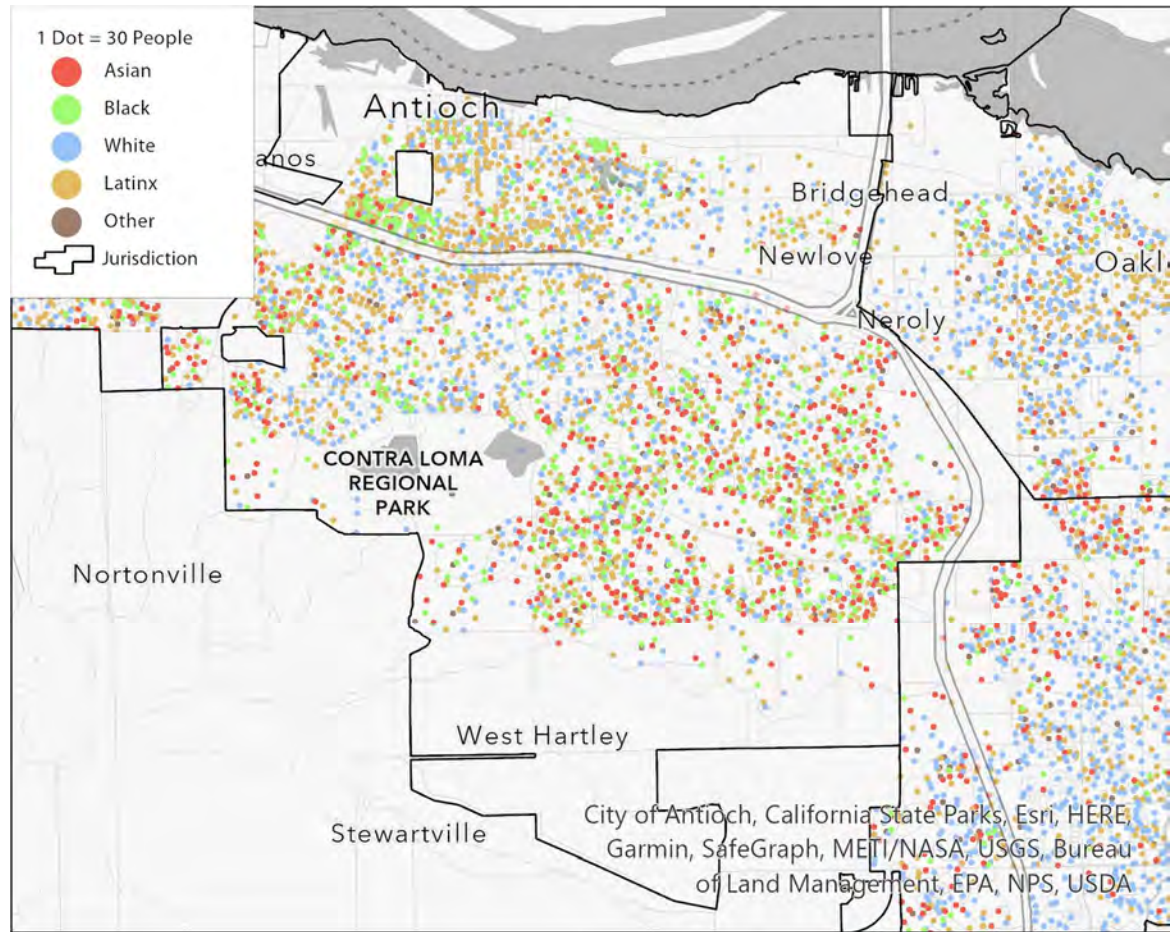 1 Dot = 30 People
Asian
Black
White
Latinx
Other
Jurisdiction
Antioch
anos
Bridgehead
Newlove
Oakl
Neroly
CONTRA LOMA
REGIONAL
PARK
Nortonville
West Hartley
Stewartville
City of Antioch, California State Parks, Esri, HERE,
Garmin, SafeGraph, METI/NASA, USGS, Bureau
of Land Management, EPA, NPS, USDA